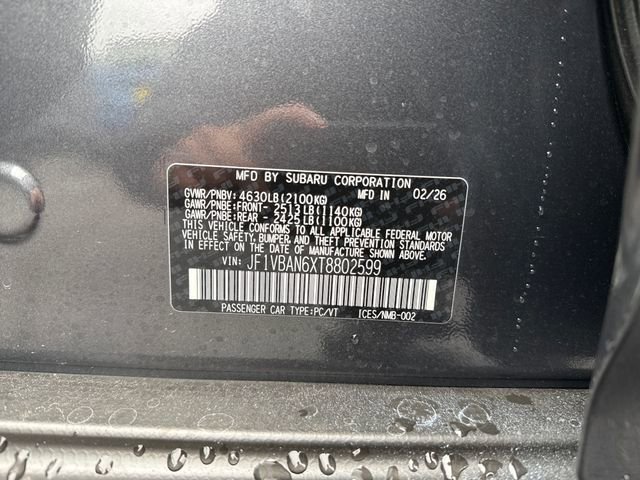 MFD BY SUBARU CORPORATION
GVWR/PNBV: 4630LB(2100KG) MFD IN 02/26
GAWR/PNBE:FRONT- 2513LB(1140KG)
GAWR/PNBE:REAR - 2425LB(1100KG)
THIS VEHICLE CONFORMS TO ALL APPLICABLE FEDERAL MOTOR
VEHICLE SAFETY, BUMPER, AND THEFT PREVENTION STANDARDS
IN EFFECT ON THE DATE OF MANUFACTURE SHOWN ABOVE.
VIN: JF1VBAN6XT8802599
PASSENGER CAR TYPE:PC/VT ICES/NMB-002